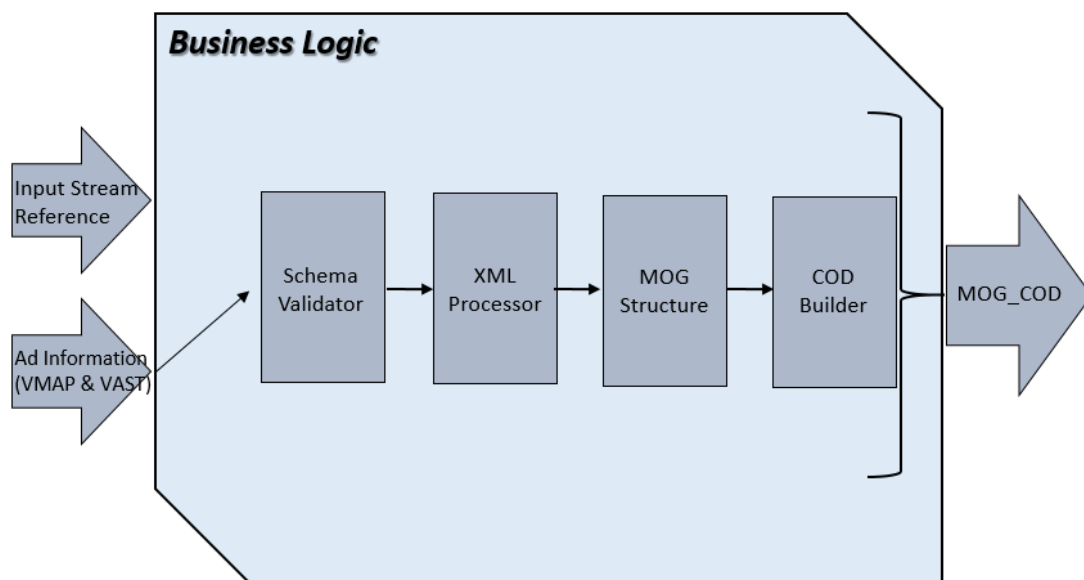 Business Logic
Input Stream
Reference
Ad Information
(VMAP & VAST)
Schema
Validator
XML
Processor
MOG
Structure
COD
Builder
MOG_COD